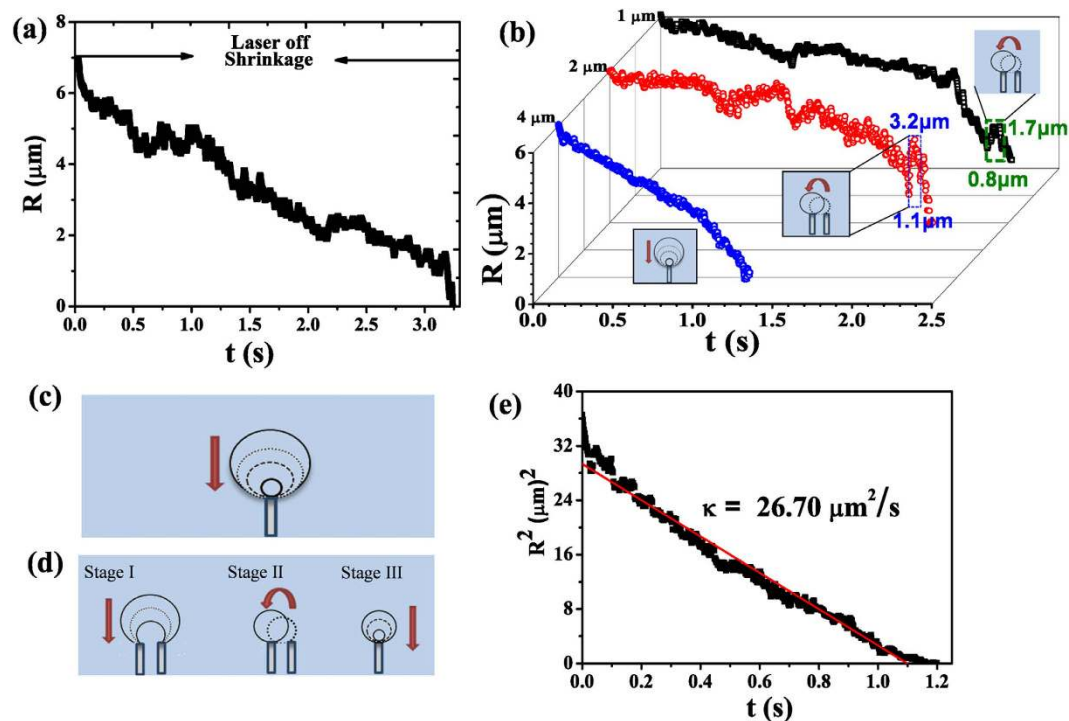 (a)
8
6
4
2
0
R (μm)
Laser off
Shrinkage
0.0 0.5 1.0 1.5 2.0 2.5 3.0
t (s)
(b)
1 μm
2 μm
4 μm
6
4
2
0
R (μm)
3.2μm
1.1μm
1.7μm
0.8μm
0.0 0.5 1.0 1.5 2.0 2.5
t (s)
(c)
(d)
Stage I Stage II Stage III
(e)
40
32
24
16
8
0
R² (μm)²
κ = 26.70 μm²/s
0.0 0.2 0.4 0.6 0.8 1.0 1.2
t (s)